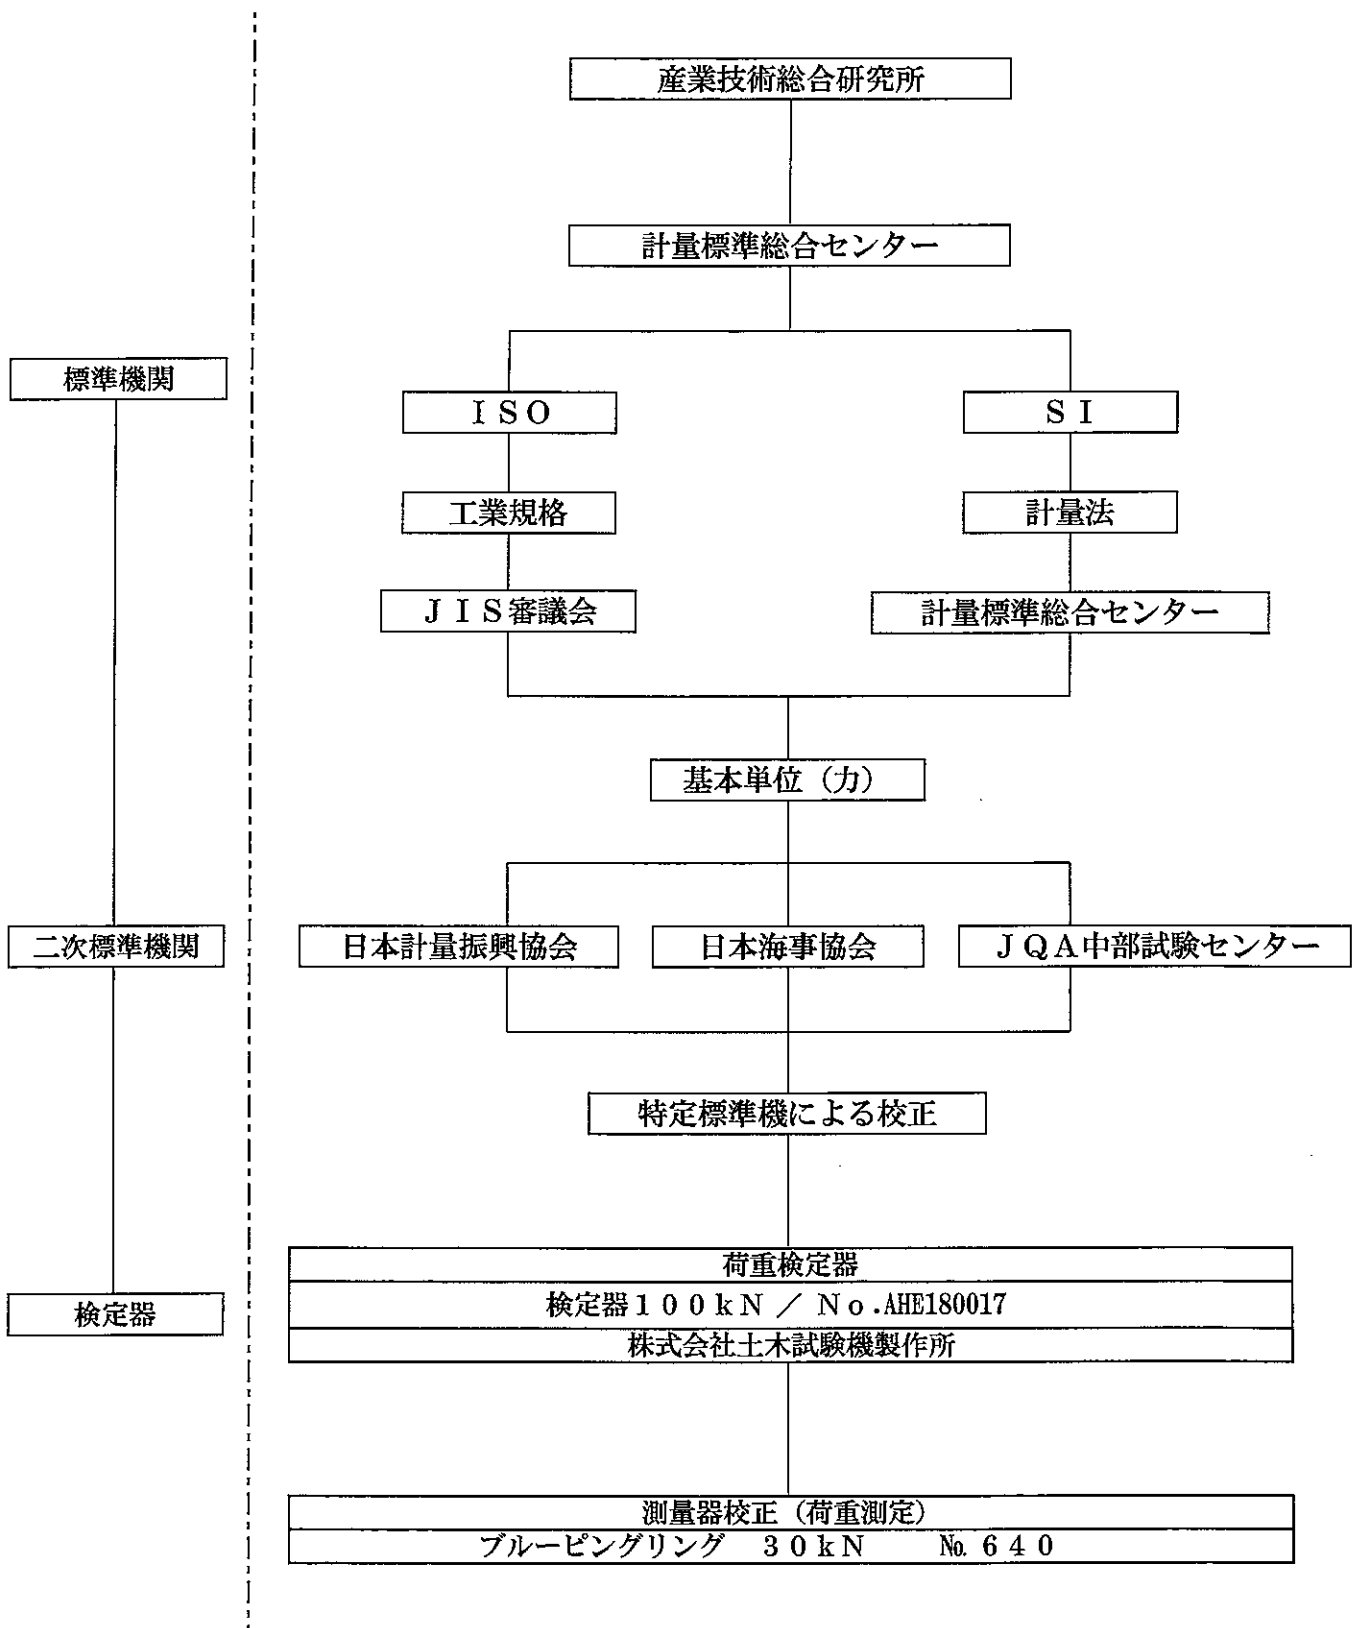 産業技術総合研究所
計量標準総合センター
標準機関
ＩＳＯ
ＳＩ
工業規格
計量法
ＪＩＳ審議会
計量標準総合センター
基本単位（力）
二次標準機関
日本計量振興協会
日本海事協会
ＪＱＡ中部試験センター
特定標準機による校正
荷重検定器
検定器
検定器１００ｋＮ ／ Ｎｏ.AHE180017
株式会社土木試験機製作所
測量器校正（荷重測定）
ブルーピングリング　３０ｋＮ　　№ ６４０